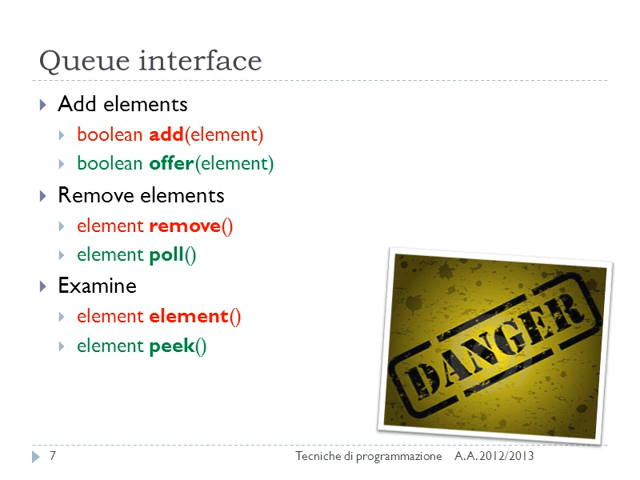 Queue interface
Add elements
boolean add(element)
boolean offer(element)
Remove elements
element remove()
element poll()
Examine
element element()
element peek()
DANGER
7 Tecniche di programmazione A.A. 2012/2013